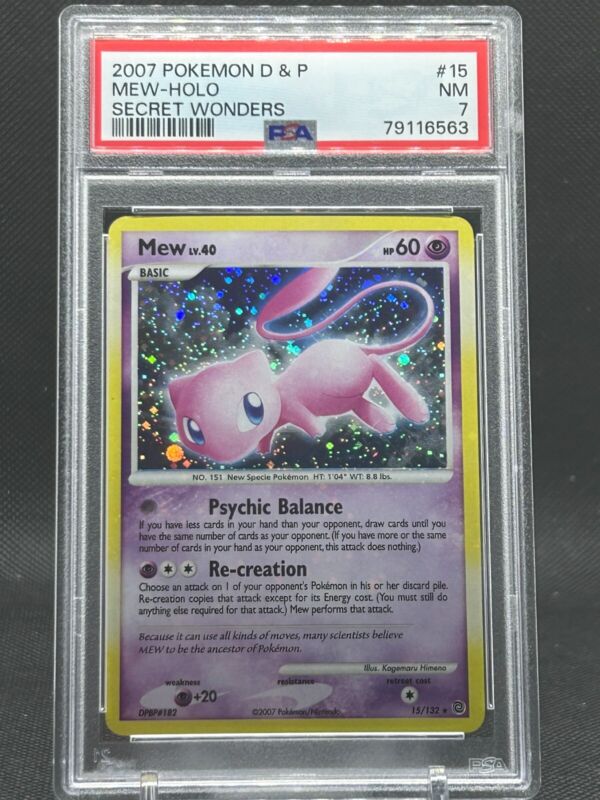 2007 POKEMON D & P #15
MEW-HOLO NM
SECRET WONDERS 7
PSA 79116563
Mew LV.40 HP 60
BASIC
NO. 151 New Specie Pokémon HT: 1'04" WT: 8.8 lbs.
Psychic Balance
If you have less cards in your hand than your opponent, draw cards until you
have the same number of cards as your opponent. (If you have more or the same
number of cards in your hand as your opponent, this attack does nothing.)
Re-creation
Choose an attack on 1 of your opponent's Pokémon in his or her discard pile.
Re-creation copies that attack except for its Energy cost. (You must still do
anything else required for that attack.) Mew performs that attack.
Because it can use all kinds of moves, many scientists believe
MEW to be the ancestor of Pokémon.
Illus. Kagemaru Himeno
weakness resistance retreat cost
+20
DPBP#182 ©2007 Pokémon/Nintendo 15/132
PSA